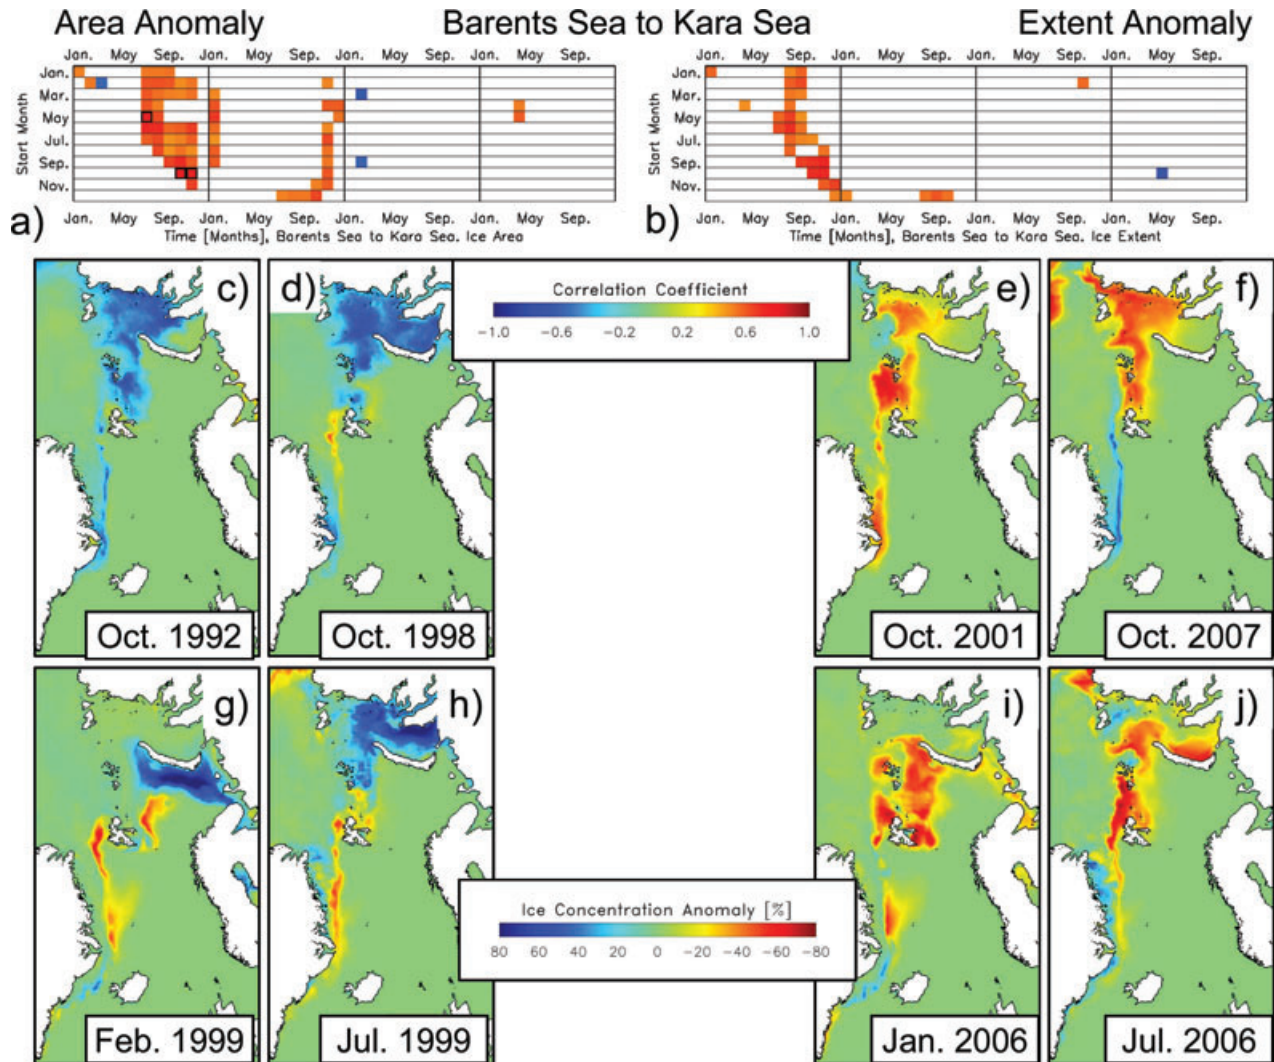 Area Anomaly Barents Sea to Kara Sea Extent Anomaly
Jan. May Sep. Jan. May Sep. Jan. May Sep. Jan. May Sep.
Jan. May Sep. Jan. May Sep. Jan. May Sep. Jan. May Sep.
Start Month
Jan.
Mar.
May
Jul.
Sep.
Nov.
Start Month
Jan.
Mar.
May
Jul.
Sep.
Nov.
Jan. May Sep. Jan. May Sep. Jan. May Sep. Jan. May Sep.
Jan. May Sep. Jan. May Sep. Jan. May Sep. Jan. May Sep.
a) Time [Months], Barents Sea to Kara Sea. Ice Area
b) Time [Months], Barents Sea to Kara Sea. Ice Extent
c) d) e) f)
Correlation Coefficient
-1.0 -0.6 -0.2 0.2 0.6 1.0
Oct. 1992 Oct. 1998 Oct. 2001 Oct. 2007
g) h) i) j)
Ice Concentration Anomaly [%]
80 60 40 20 0 -20 -40 -60 -80
Feb. 1999 Jul. 1999 Jan. 2006 Jul. 2006